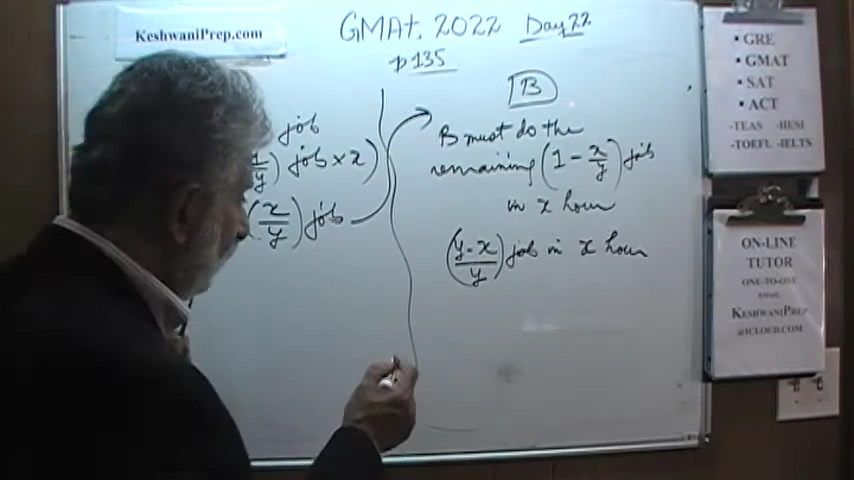 KeshwaniPrep.com
GMAT. 2022 Day 22
p 135
job
(1/y) job × x)
(x/y) job
B
B must do the
remaining (1 - x/y) job
in x hour
(y - x / y) job in x hour
• GRE
• GMAT
• SAT
• ACT
-TEAS -HESI
-TOEFL -IELTS
ON-LINE
TUTOR
ONE-TO-ONE
EMAIL
KESHWANIPREP
@ICLOUD.COM